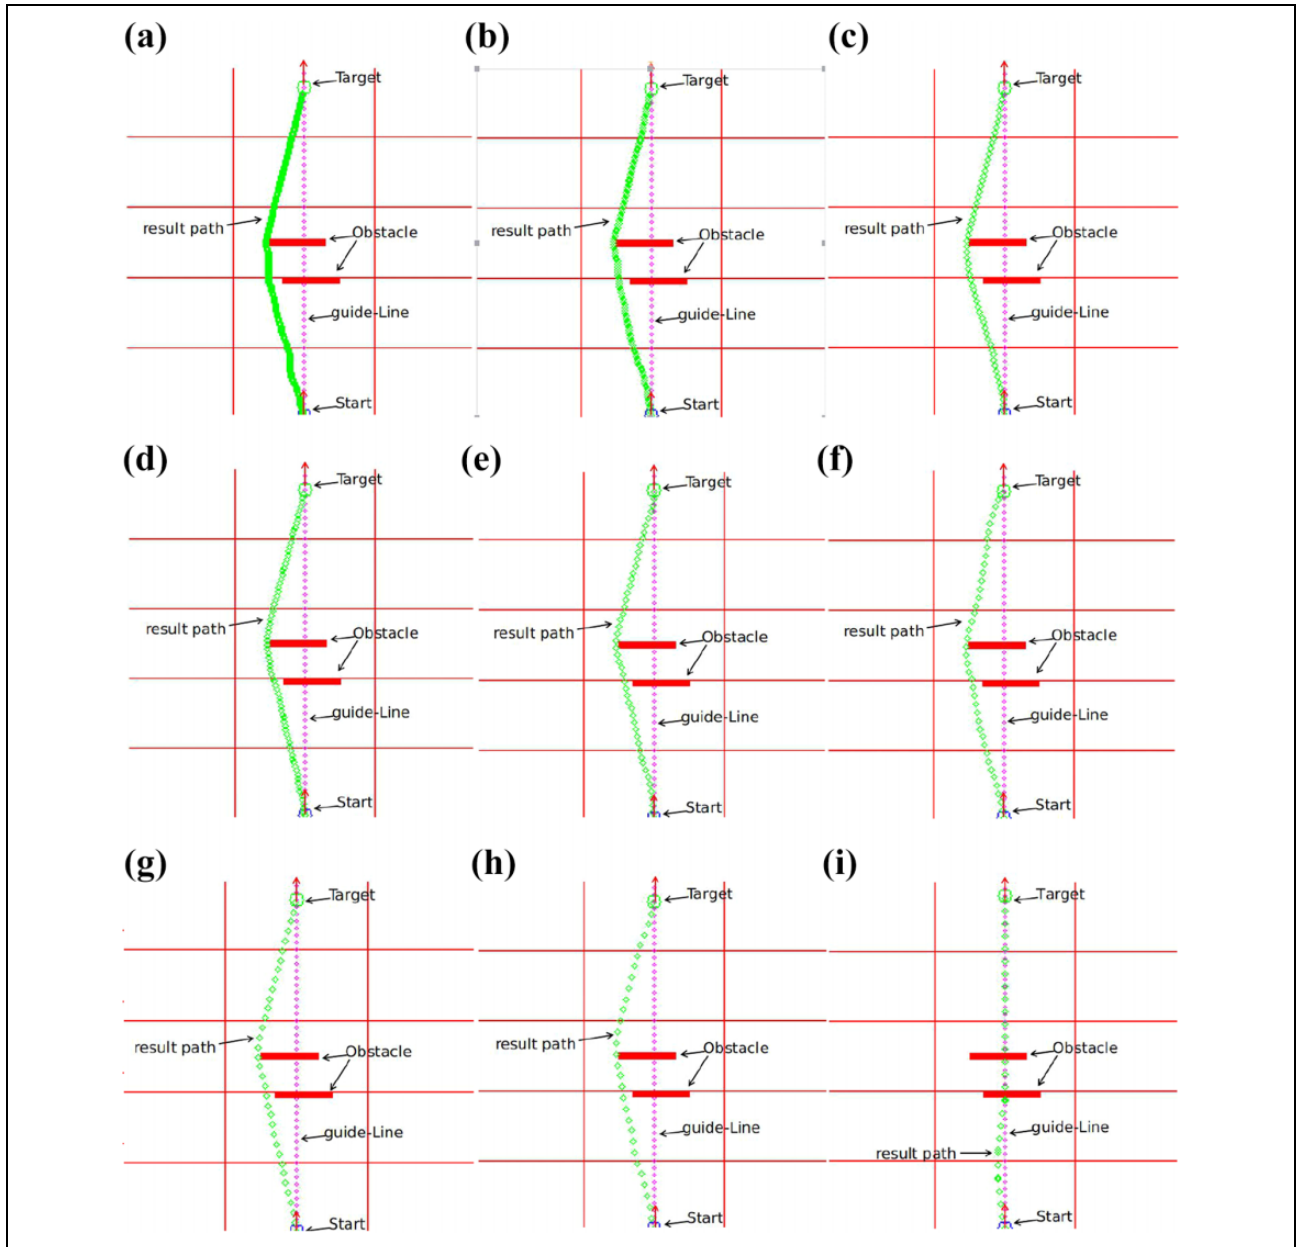 (a)
Target
result path
Obstacle
guide-Line
Start
(b)
Target
result path
Obstacle
guide-Line
Start
(c)
Target
result path
Obstacle
guide-Line
Start
(d)
Target
result path
Obstacle
guide-Line
Start
(e)
Target
result path
Obstacle
guide-Line
Start
(f)
Target
result path
Obstacle
guide-Line
Start
(g)
Target
result path
Obstacle
guide-Line
Start
(h)
Target
result path
Obstacle
guide-Line
Start
(i)
Target
Obstacle
guide-Line
result path
Start